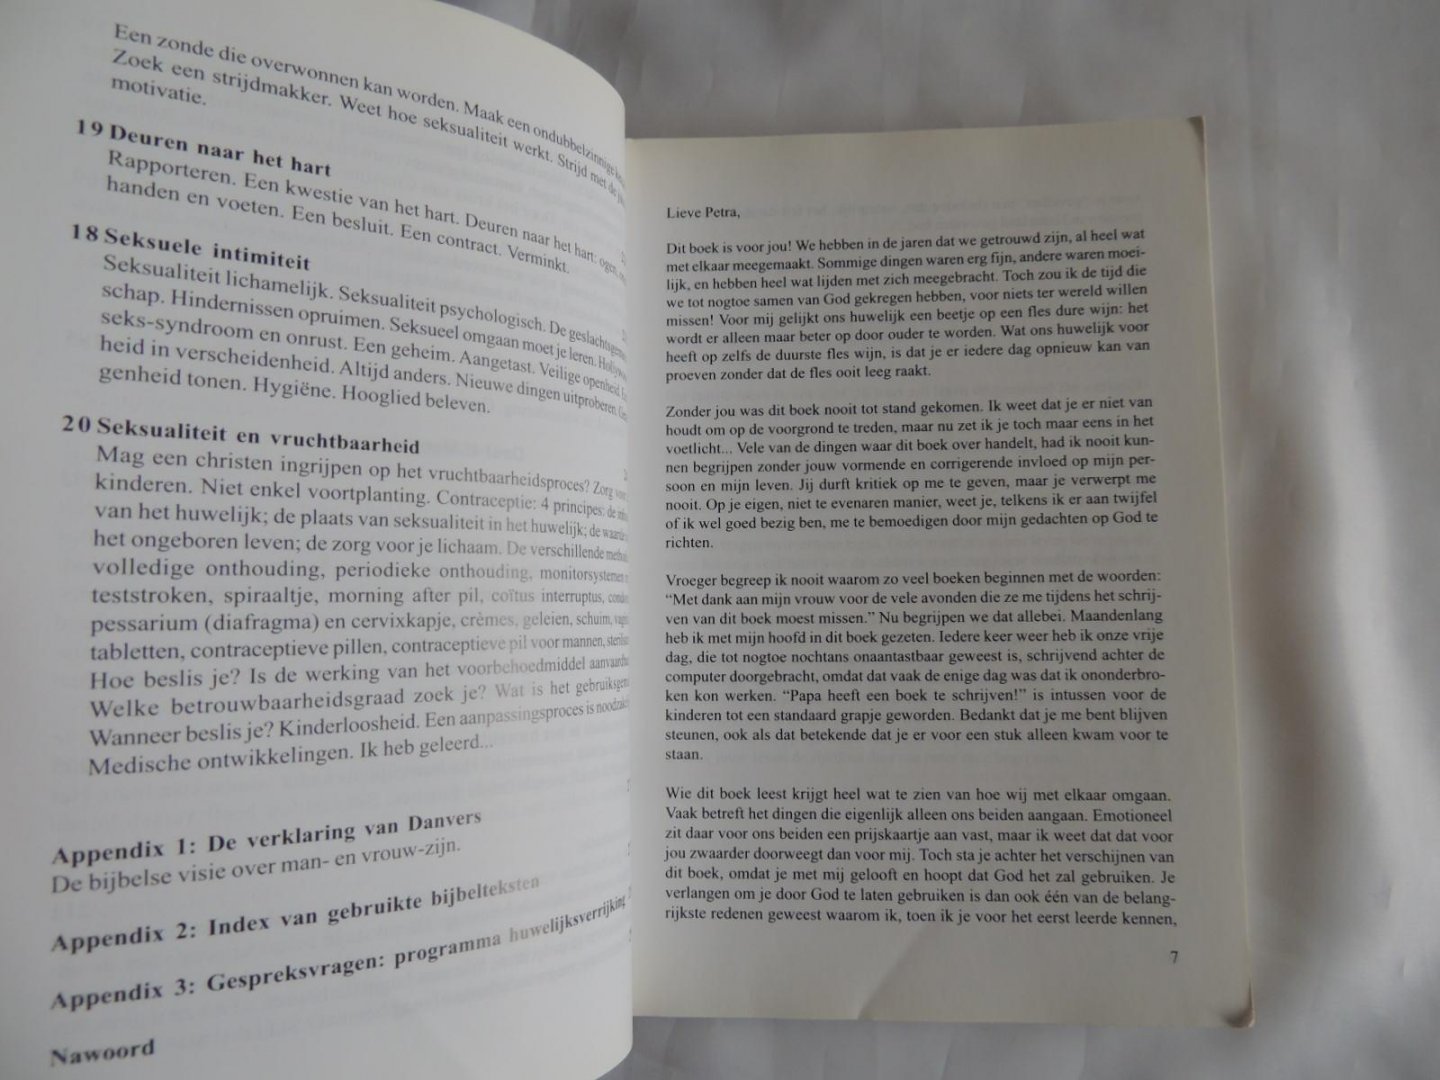 Een zonde die overwonnen kan worden. Maak een ondubbelzinnige
Zoek een strijdmakker. Weet hoe seksualiteit werkt. Strijd met de
motivatie.
19 Deuren naar het hart
Rapporteren. Een kwestie van het hart. Deuren naar het hart: ogen,
handen en voeten. Een besluit. Een contract. Verminkt.
18 Seksuele intimiteit
Seksualiteit lichamelijk. Seksualiteit psychologisch. De
schap. Hindernissen opruimen. Seksueel omgaan moet je leren.
seks-syndroom en onrust. Een geheim. Aangetast. Veilige openheid.
heid in verscheidenheid. Altijd anders. Nieuwe dingen uitproberen.
genheid tonen. Hygiëne. Hooglied beleven.
20 Seksualiteit en vruchtbaarheid
Mag een christen ingrijpen op het vruchtbaarheidsproces? Zorg
kinderen. Niet enkel voortplanting. Contraceptie: 4 principes: de
van het huwelijk; de plaats van seksualiteit in het huwelijk; de
het ongeboren leven; de zorg voor je lichaam. De verschillende
volledige onthouding, periodieke onthouding, monitorsystemen
teststroken, spiraaltje, morning after pil, coïtus interruptus,
pessarium (diafragma) en cervixkapje, crèmes, geleien, schuim,
tabletten, contraceptieve pillen, contraceptieve pil voor mannen,
Hoe beslis je? Is de werking van het voorbehoedmiddel
Welke betrouwbaarheidsgraad zoek je? Wat is het
Wanneer beslis je? Kinderloosheid. Een aanpassingsproces is
Medische ontwikkelingen. Ik heb geleerd...
Appendix 1: De verklaring van Danvers
De bijbelse visie over man- en vrouw-zijn.
Appendix 2: Index van gebruikte bijbelteksten
Appendix 3: Gespreksvragen: programma huwelijksverrijking
Nawoord
Lieve Petra,
Dit boek is voor jou! We hebben in de jaren dat we getrouwd zijn, al heel wat
met elkaar meegemaakt. Sommige dingen waren erg fijn, andere waren moei-
lijk, en hebben heel wat lijden met zich meegebracht. Toch zou ik de tijd die
we tot nogtoe samen van God gekregen hebben, voor niets ter wereld willen
missen! Voor mij gelijkt ons huwelijk een beetje op een fles dure wijn: het
wordt er alleen maar beter op door ouder te worden. Wat ons huwelijk voor
heeft op zelfs de duurste fles wijn, is dat je er iedere dag opnieuw kan van
proeven zonder dat de fles ooit leeg raakt.
Zonder jou was dit boek nooit tot stand gekomen. Ik weet dat je er niet van
houdt om op de voorgrond te treden, maar nu zet ik je toch maar eens in het
voetlicht... Vele van de dingen waar dit boek over handelt, had ik nooit kun-
nen begrijpen zonder jouw vormende en corrigerende invloed op mijn per-
soon en mijn leven. Jij durft kritiek op me te geven, maar je verwerpt me
nooit. Op je eigen, niet te evenaren manier, weet je, telkens ik er aan twijfel
of ik wel goed bezig ben, me te bemoedigen door mijn gedachten op God te
richten.
Vroeger begreep ik nooit waarom zo veel boeken beginnen met de woorden:
“Met dank aan mijn vrouw voor de vele avonden die ze me tijdens het schrij-
ven van dit boek moest missen.” Nu begrijpen we dat allebei. Maandenlang
heb ik met mijn hoofd in dit boek gezeten. Iedere keer weer heb ik onze vrije
dag, die tot nogtoe nochtans onaantastbaar geweest is, schrijvend achter de
computer doorgebracht, omdat dat vaak de enige dag was dat ik ononderbro-
ken kon werken. “Papa heeft een boek te schrijven!” is intussen voor de
kinderen tot een standaard grapje geworden. Bedankt dat je me bent blijven
steunen, ook als dat betekende dat je er voor een stuk alleen kwam voor te
staan.
Wie dit boek leest krijgt heel wat te zien van hoe wij met elkaar omgaan.
Vaak betreft het dingen die eigenlijk alleen ons beiden aangaan. Emotioneel
zit daar voor ons beiden een prijskaartje aan vast, maar ik weet dat dat voor
jou zwaarder doorweegt dan voor mij. Toch sta je achter het verschijnen van
dit boek, omdat je met mij gelooft en hoopt dat God het zal gebruiken. Je
verlangen om je door God te laten gebruiken is dan ook één van de belang-
rijkste redenen geweest waarom ik, toen ik je voor het eerst leerde kennen,
7